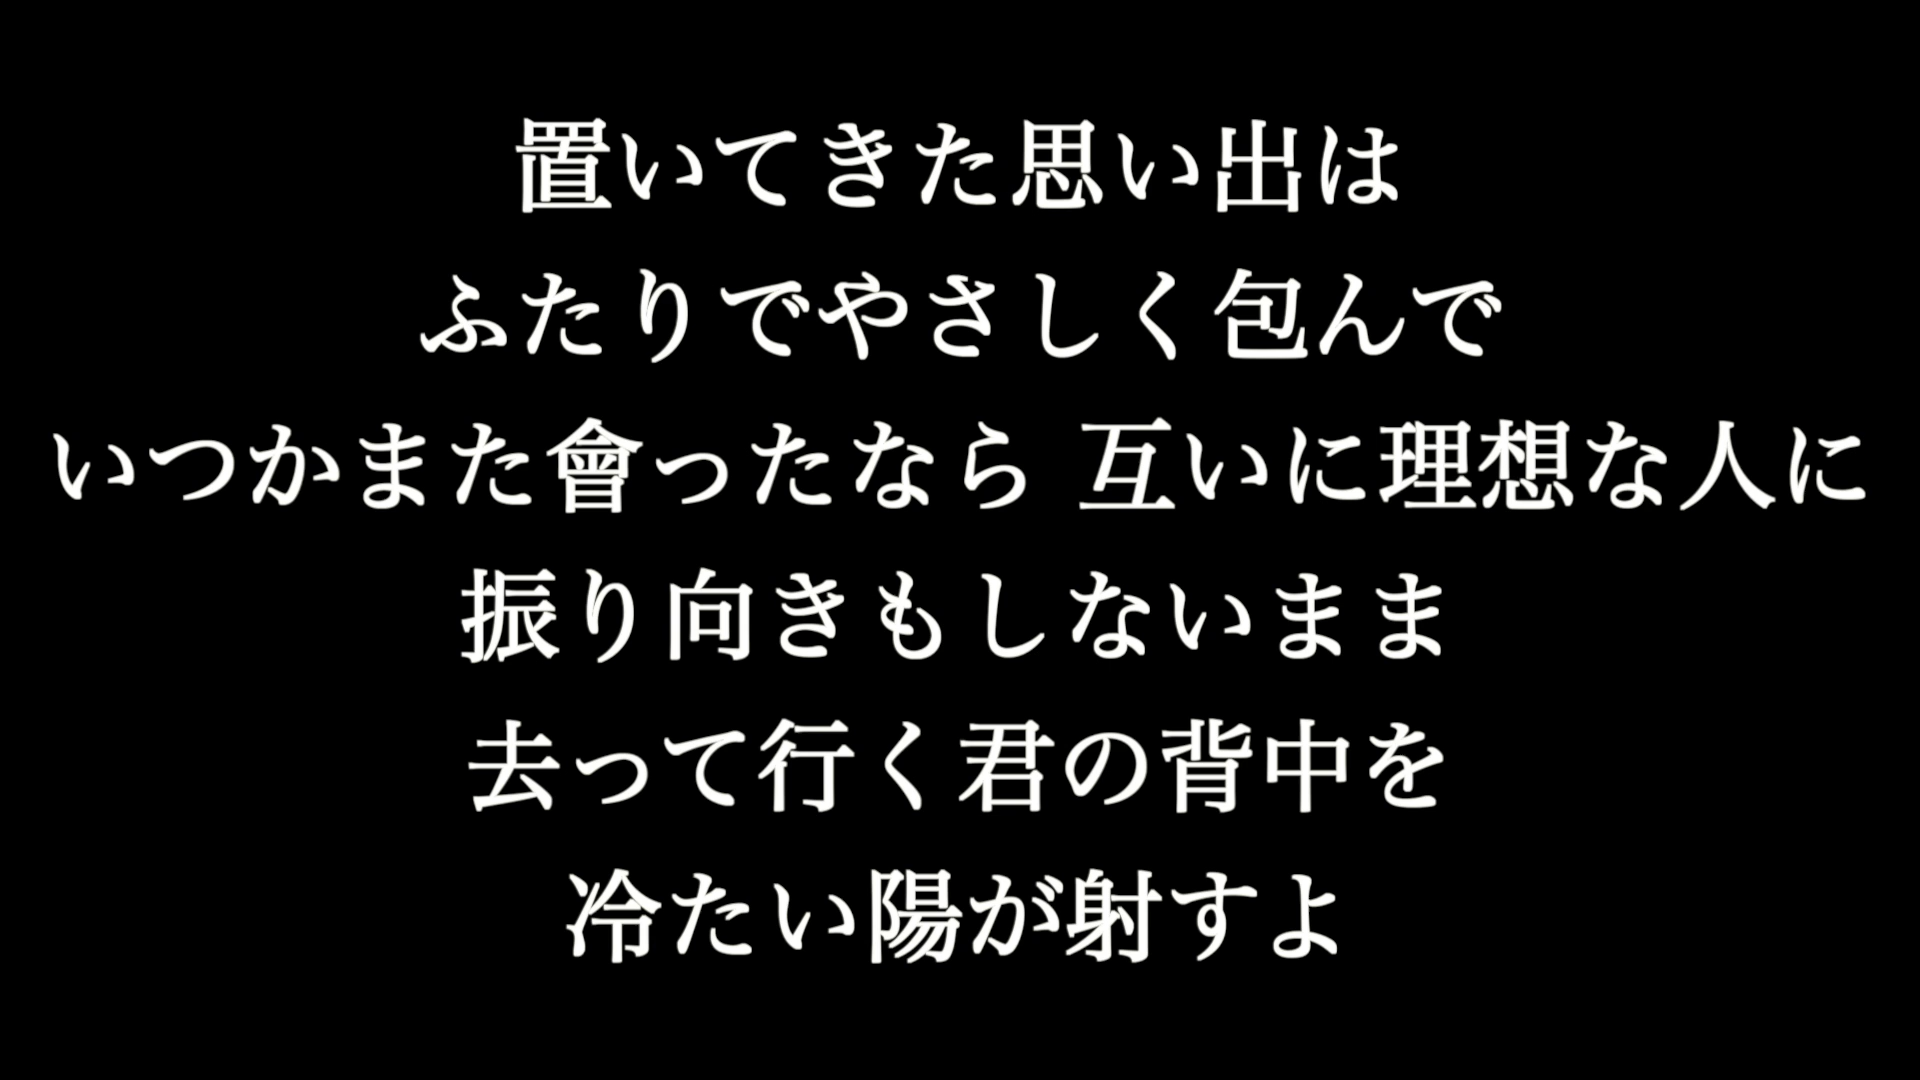 置いてきた思い出は
ふたりでやさしく包んで
いつかまた會ったなら 互いに理想な人に
振り向きもしないまま
去って行く君の背中を
冷たい陽が射すよ